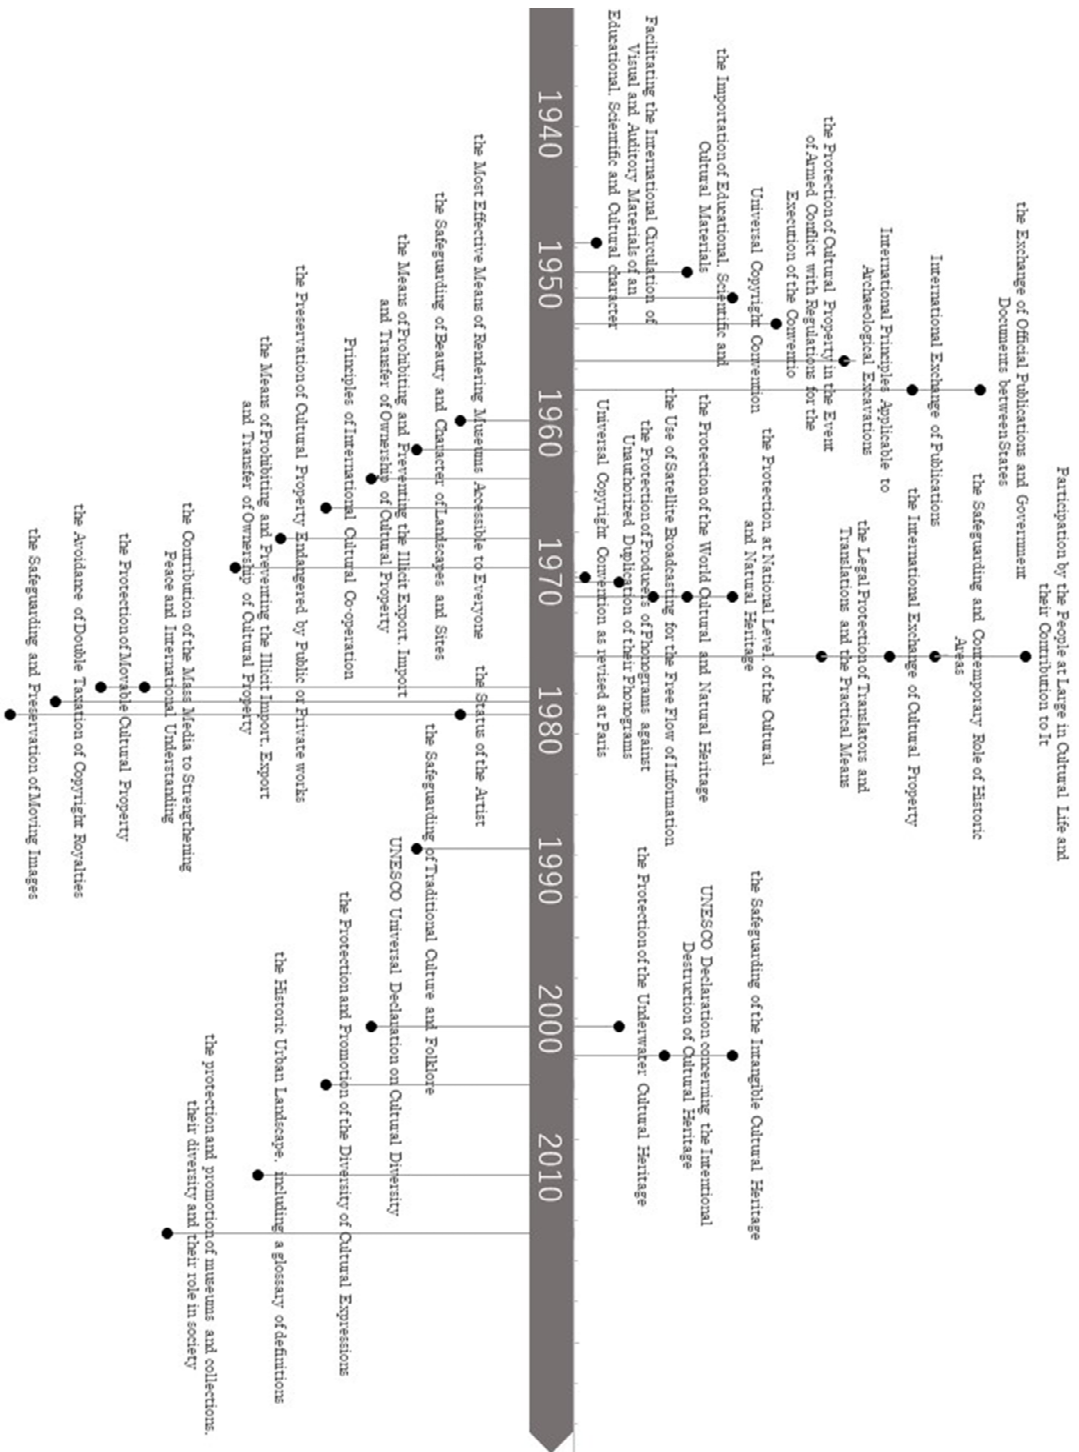 Participation by the People at Large in Cultural Life and
their Contribution to It
the Exchange of Official Publications and Government
Documents between States
the Safeguarding and Contemporary Role of Historic
Areas
International Exchange of Publications
the International Exchange of Cultural Property
International Principles Applicable to
Archaeological Excavations
the Legal Protection of Translators and
Translations and the Practical Means
the Protection of Cultural Property in the Event
of Armed Conflict with Regulations for the
Execution of the Conventio
the Protection, at National Level, of the Cultural
and Natural Heritage
the Safeguarding of the Intangible Cultural Heritage
Universal Copyright Convention
the Importation of Educational, Scientific and
Cultural Materials
the Protection of the World Cultural and Natural Heritage
UNESCO Declaration concerning the Intentional
Destruction of Cultural Heritage
the Use of Satellite Broadcasting for the Free Flow of Information
Facilitating the International Circulation of
Visual and Auditory Materials of an
Educational, Scientific and Cultural character
the Protection of Producers of Phonograms against
Unauthorized Duplication of their Phonograms
the Protection of the Underwater Cultural Heritage
Universal Copyright Convention as revised at Paris
1940
1950
1960
1970
1980
1990
2000
2010
the Most Effective Means of Rendering Museums Accessible to Everyone
the Status of the Artist
the Safeguarding of Beauty and Character of Landscapes and Sites
the Safeguarding of Traditional Culture and Folklore
the Means of Prohibiting and Preventing the Illicit Export, Import
and Transfer of Ownership of Cultural Property
UNESCO Universal Declaration on Cultural Diversity
Principles of International Cultural Co-operation
the Protection and Promotion of the Diversity of Cultural Expressions
the Preservation of Cultural Property Endangered by Public or Private works
the Historic Urban Landscape, including a glossary of definitions
the Means of Prohibiting and Preventing the Illicit Import, Export
and Transfer of Ownership of Cultural Property
the protection and promotion of museums and collections,
their diversity and their role in society
the Contribution of the Mass Media to Strengthening
Peace and International Understanding
the Protection of Movable Cultural Property
the Avoidance of Double Taxation of Copyright Royalties
the Safeguarding and Preservation of Moving Images